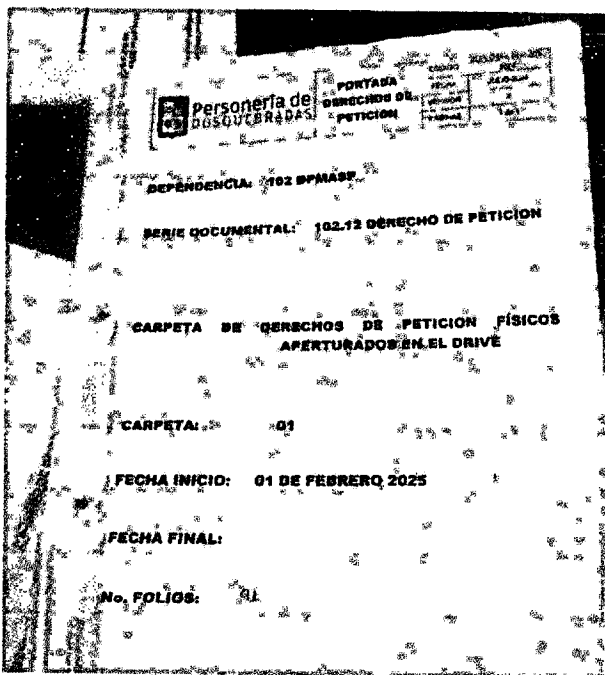 Personería de
DOSQUEBRADAS
PORTADA
DERECHOS DE
PETICIÓN
DEPENDENCIA: 102 DPMASP
SERIE DOCUMENTAL: 102.12 DERECHO DE PETICION
CARPETA DE DERECHOS DE PETICION FÍSICOS
APERTURADOS EN EL DRIVE
CARPETA: 01
FECHA INICIO: 01 DE FEBRERO 2025
FECHA FINAL:
No. FOLIOS: